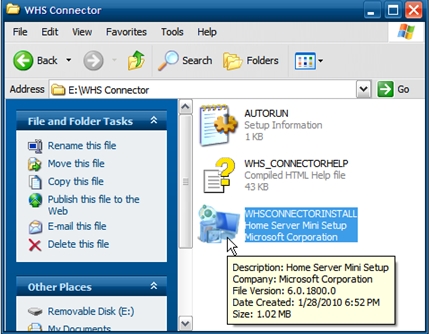 WHS Connector
File Edit View Favorites Tools Help
Back Search Folders
Address E:\WHS Connector Go
File and Folder Tasks
Rename this file
Move this file
Copy this file
Publish this file to the
Web
E-mail this file
Delete this file
Other Places
Removable Disk (E:)
My Documents
AUTORUN
Setup Information
1 KB
WHS_CONNECTORHELP
Compiled HTML Help file
43 KB
WHSCONNECTORINSTALL
Home Server Mini Setup
Microsoft Corporation
Description: Home Server Mini Setup
Company: Microsoft Corporation
File Version: 6.0.1800.0
Date Created: 1/28/2010 6:52 PM
Size: 1.02 MB